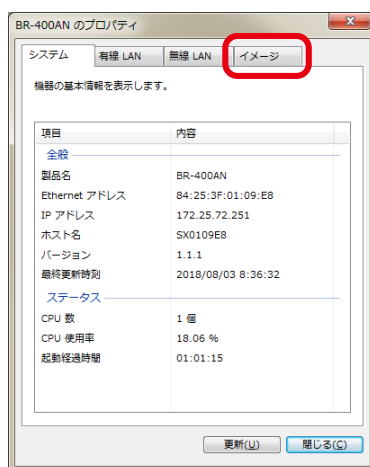 BR-400AN のプロパティ
システム 有線 LAN 無線 LAN イメージ
機器の基本情報を表示します。
項目 内容
全般
製品名 BR-400AN
Ethernet アドレス 84:25:3F:01:09:E8
IP アドレス 172.25.72.251
ホスト名 SX0109E8
バージョン 1.1.1
最終更新時刻 2018/08/03 8:36:32
ステータス
CPU 数 1 個
CPU 使用率 18.06 %
起動経過時間 01:01:15
更新(U) 閉じる(C)